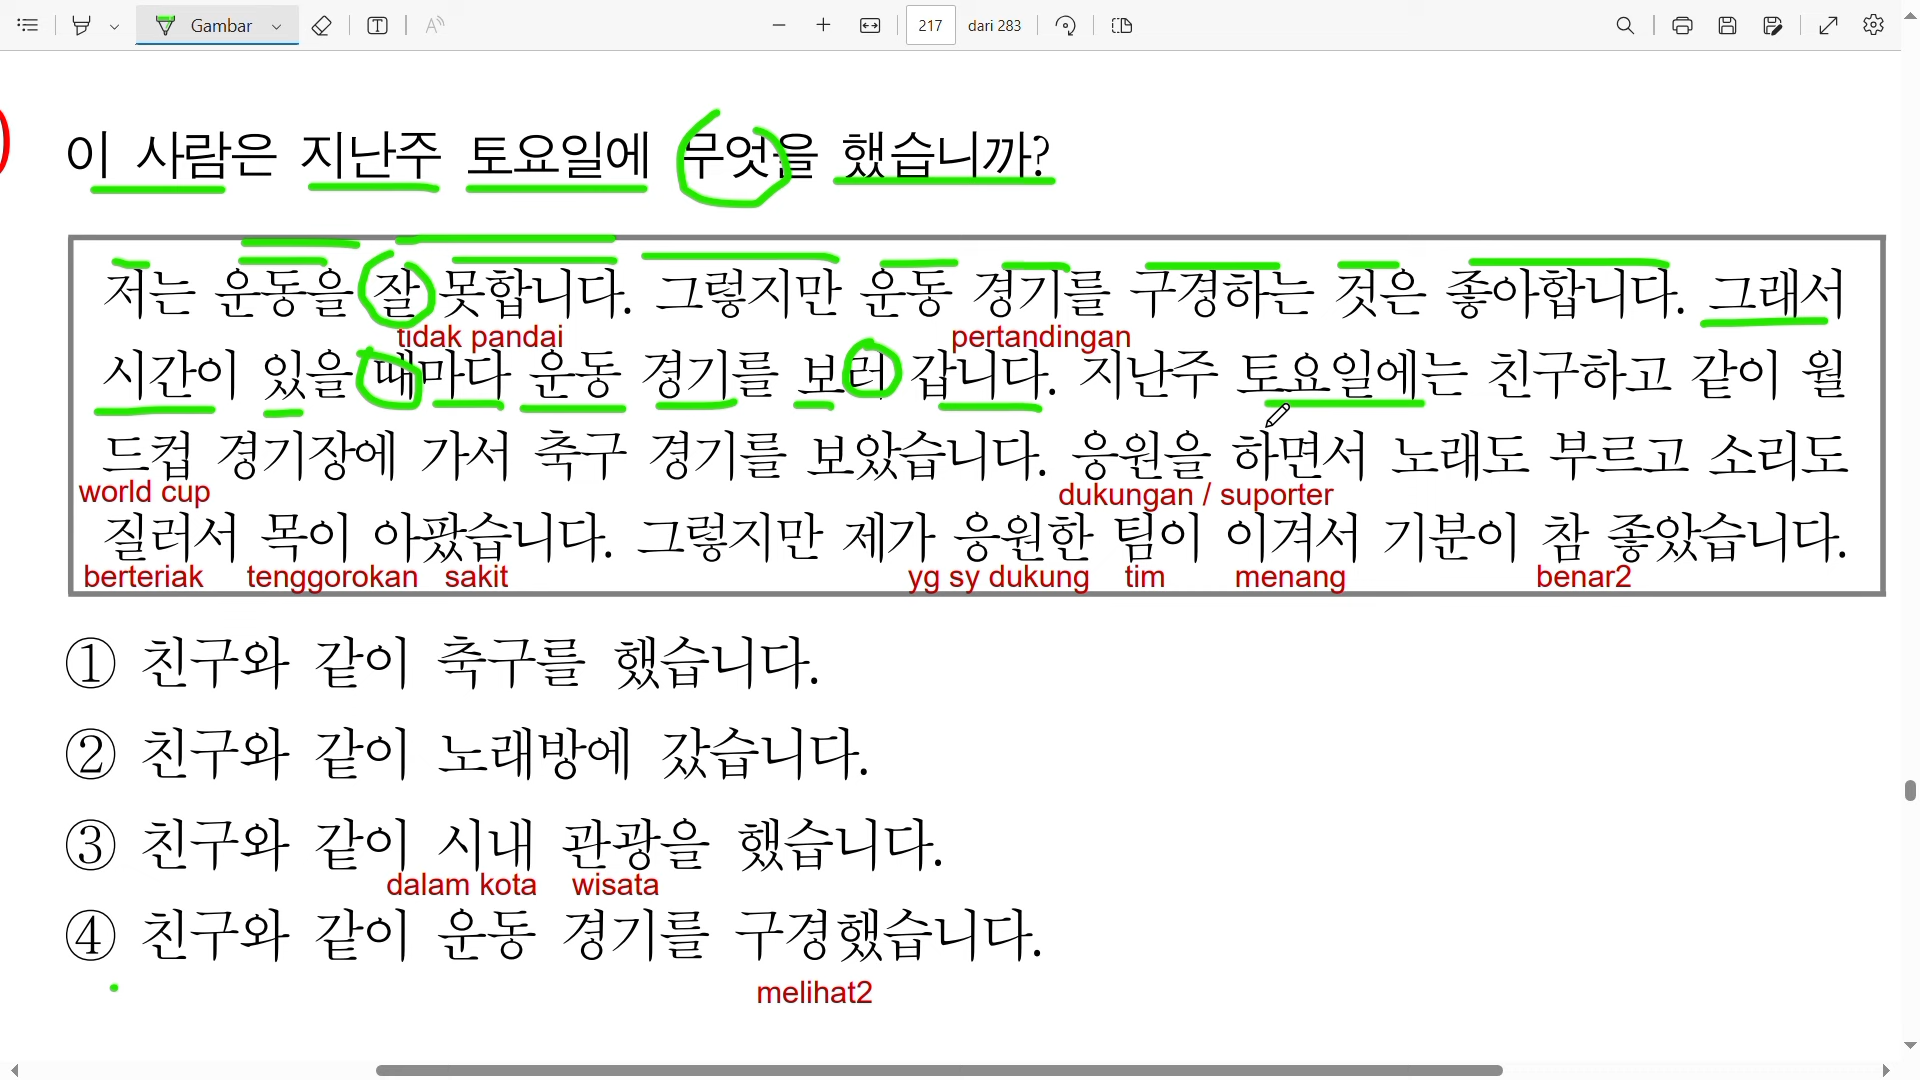 Gambar
217 dari 283
이 사람은 지난주 토요일에 무엇을 했습니까?
저는 운동을 잘 못합니다. 그렇지만 운동 경기를 구경하는 것은 좋아합니다. 그래서
tidak pandai pertandingan
시간이 있을 때마다 운동 경기를 보러 갑니다. 지난주 토요일에는 친구하고 같이 월
드컵 경기장에 가서 축구 경기를 보았습니다. 응원을 하면서 노래도 부르고 소리도
world cup dukungan / suporter
질러서 목이 아팠습니다. 그렇지만 제가 응원한 팀이 이겨서 기분이 참 좋았습니다.
berteriak tenggorokan sakit yg sy dukung tim menang benar2
① 친구와 같이 축구를 했습니다.
② 친구와 같이 노래방에 갔습니다.
③ 친구와 같이 시내 관광을 했습니다.
dalam kota wisata
④ 친구와 같이 운동 경기를 구경했습니다.
melihat2